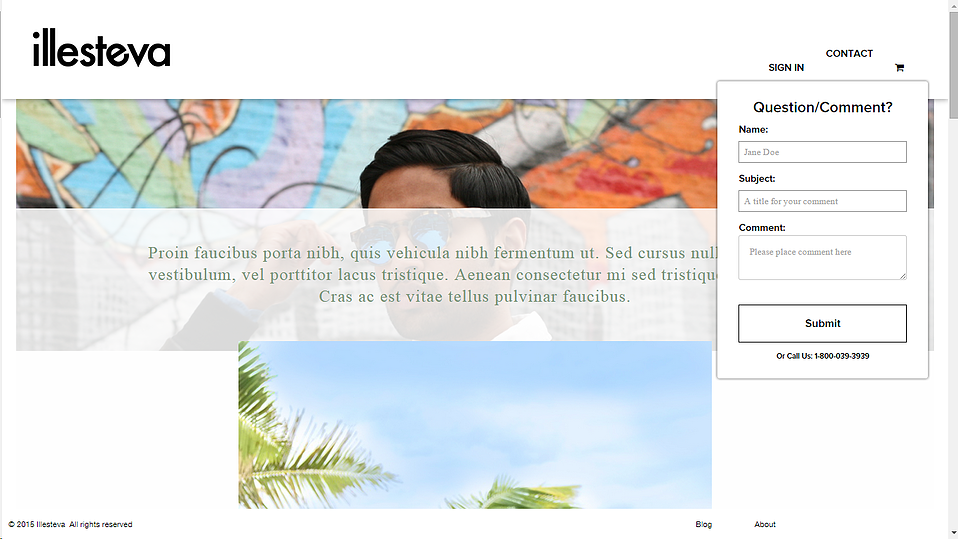 illesteva
CONTACT
SIGN IN
Question/Comment?
Name:
Jane Doe
Subject:
A title for your comment
Comment:
Please place comment here
Submit
Or Call Us: 1-800-039-3939
Proin faucibus porta nibh, quis vehicula nibh fermentum ut. Sed cursus
vestibulum, vel porttitor lacus tristique. Aenean consectetur mi sed
Cras ac est vitae tellus pulvinar faucibus.
© 2015 Illesteva All rights reserved
Blog
About